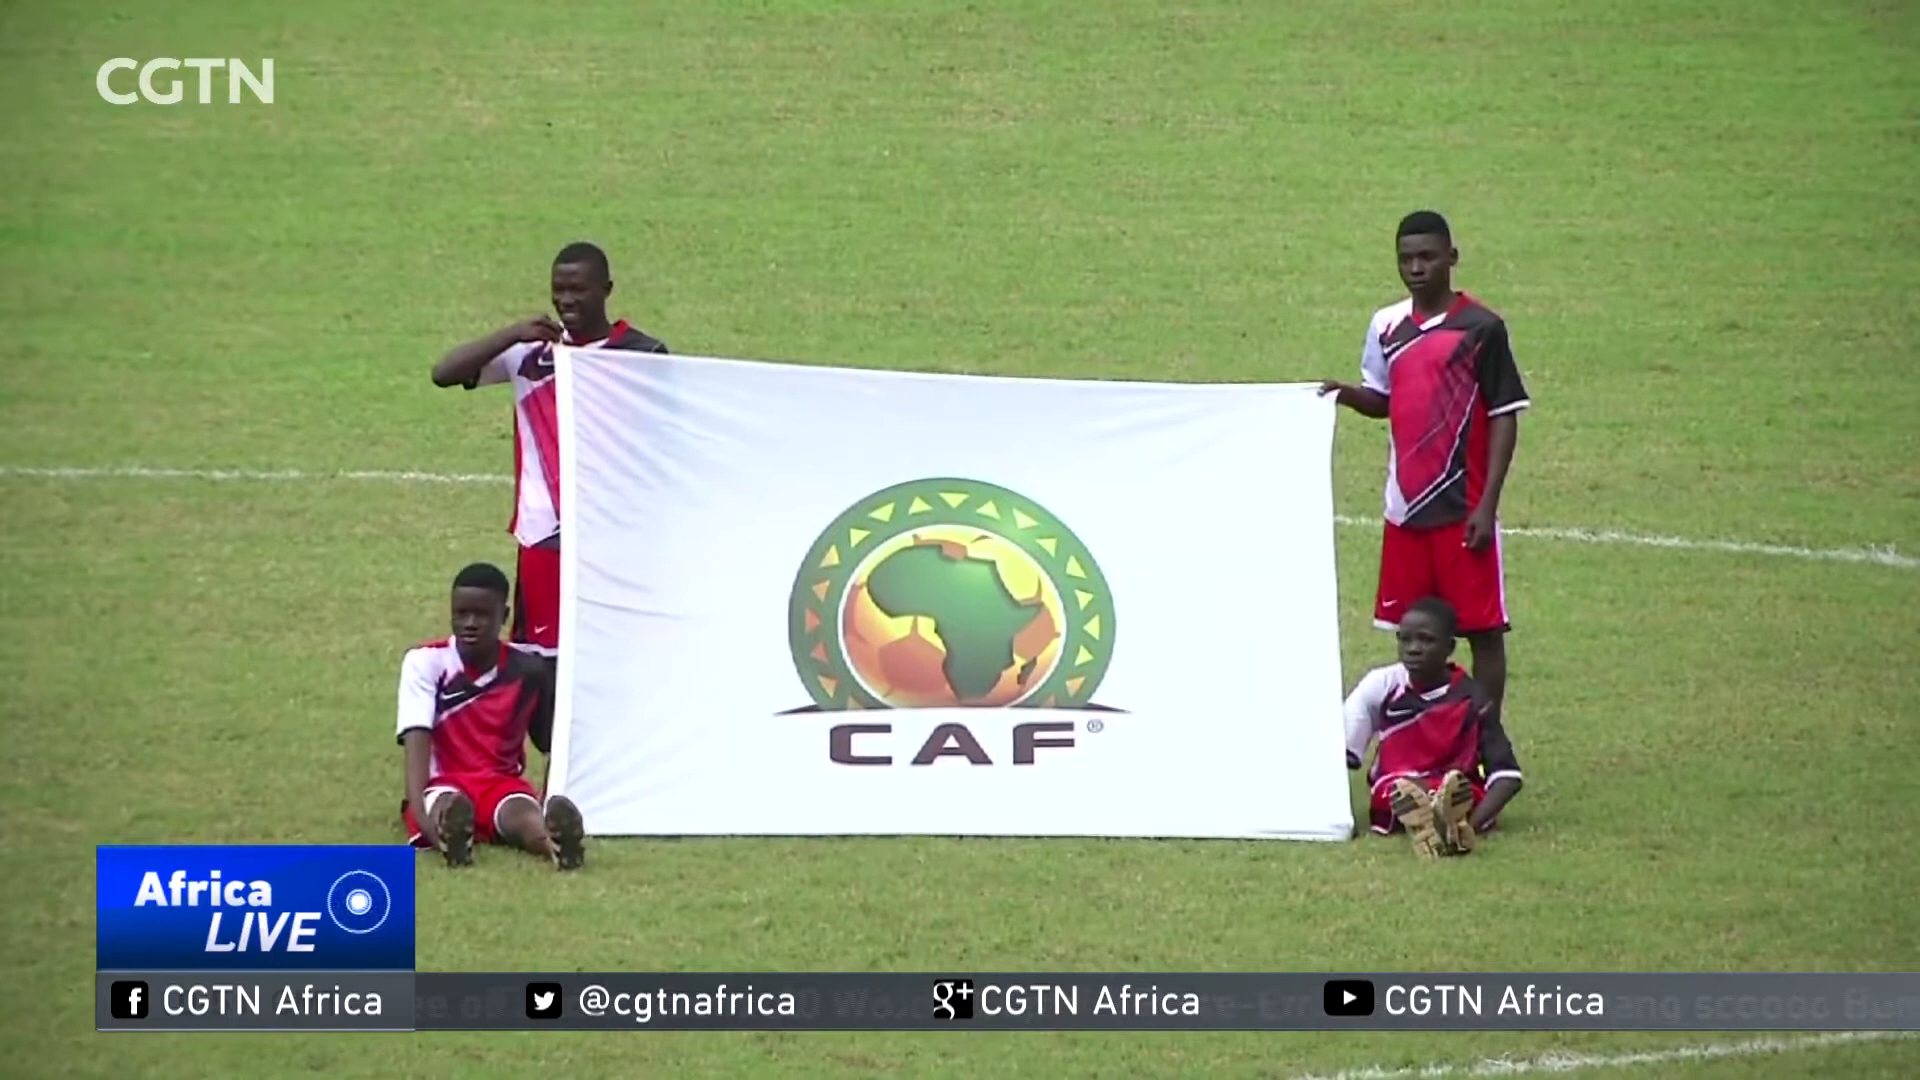 CGTN
CAF®
Africa
LIVE
CGTN Africa
@cgtnafrica
g+ CGTN Africa
CGTN Africa